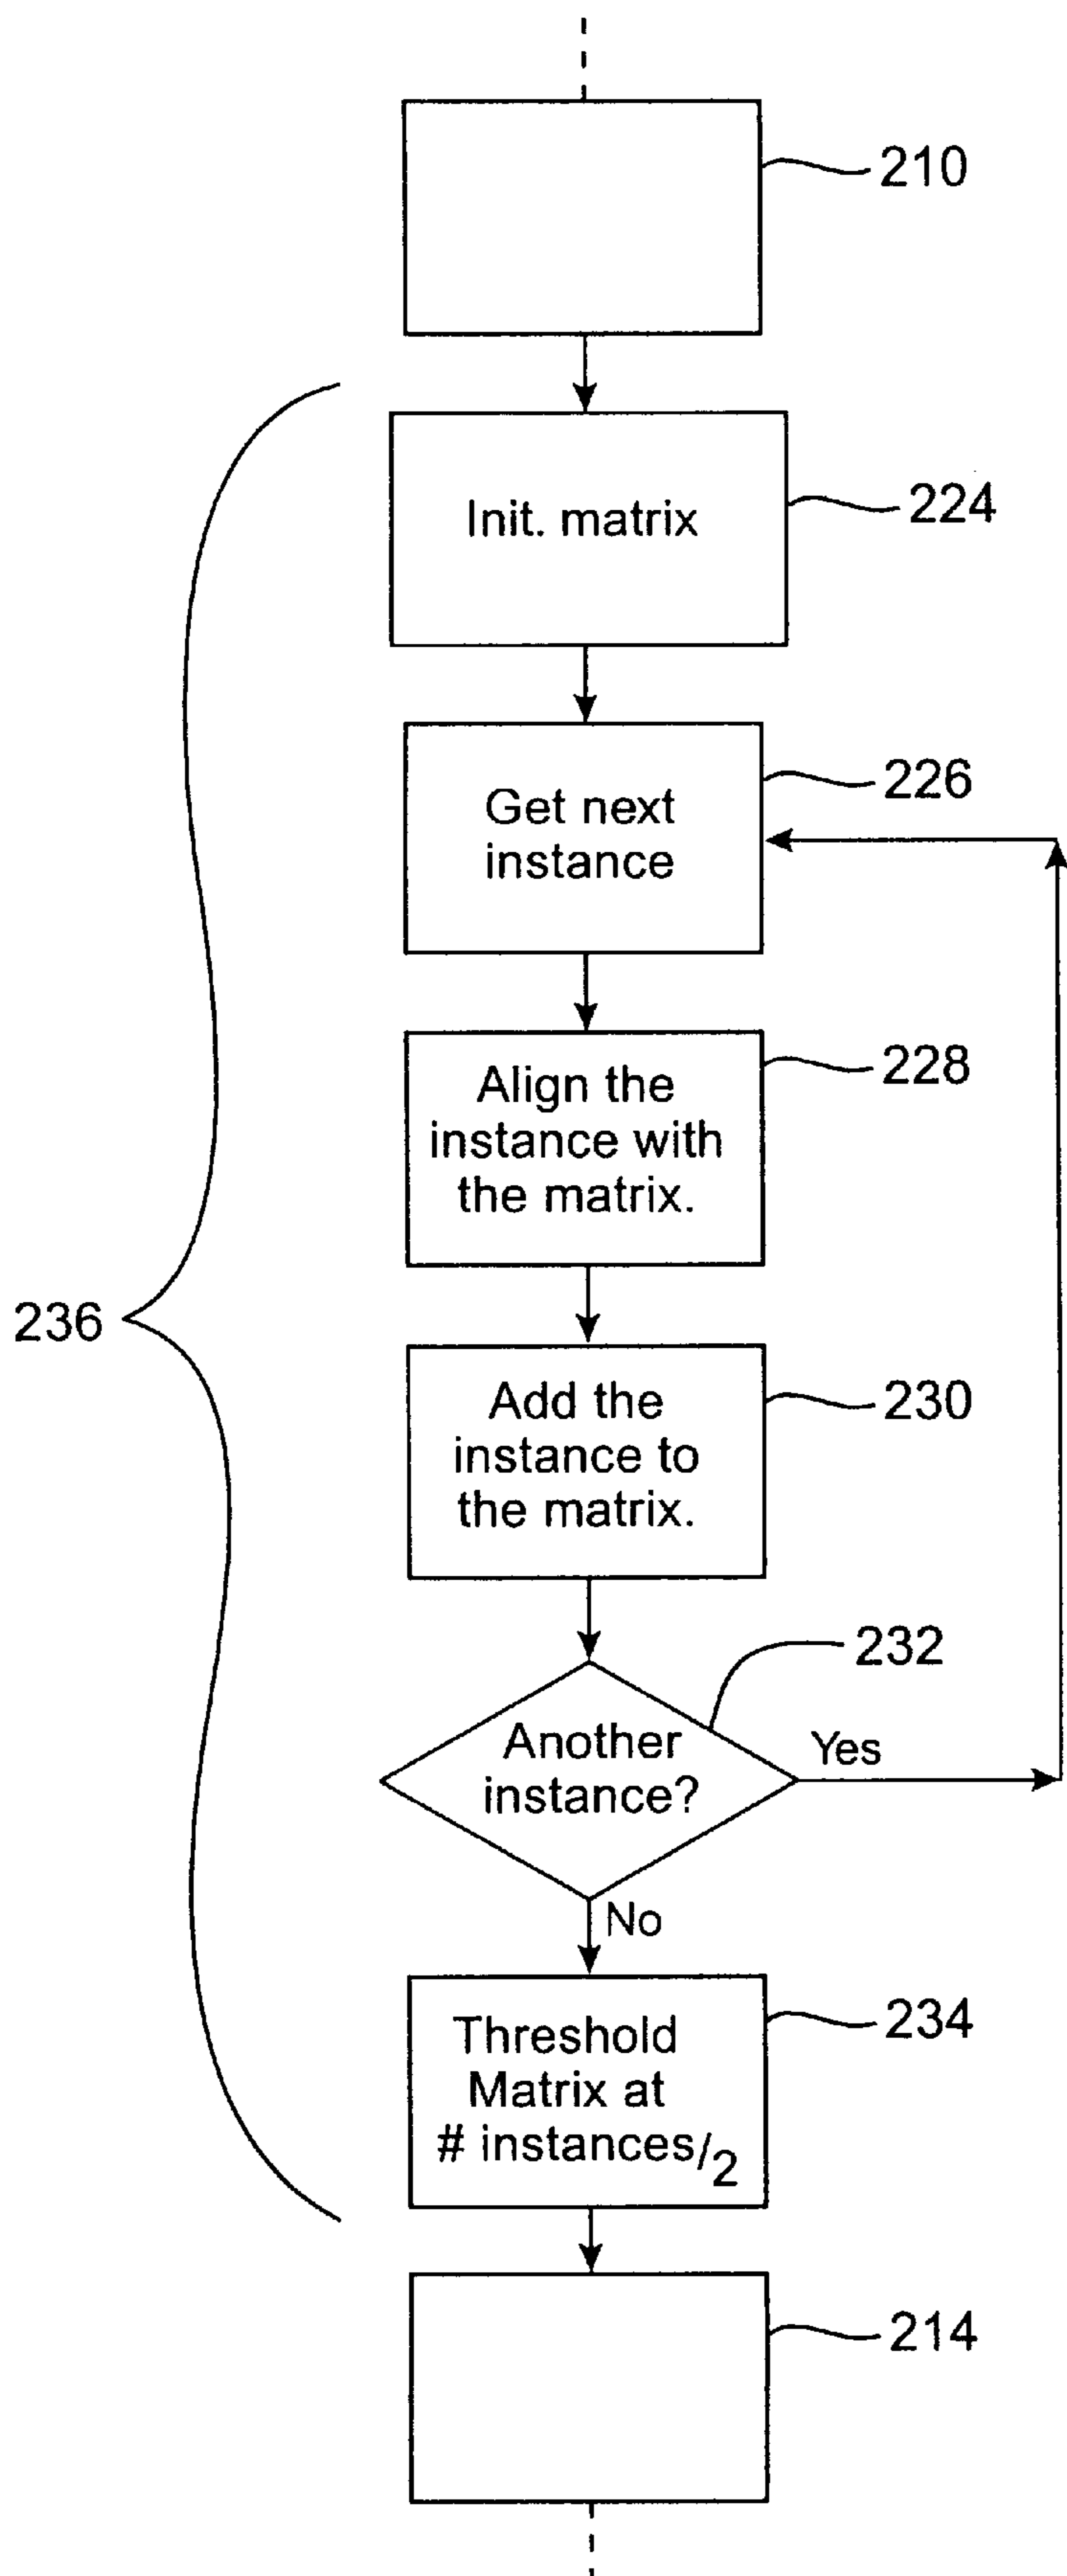 210
Init. matrix
224
Get next
instance
226
Align the
instance with
the matrix.
228
236
Add the
instance to
the matrix.
230
232
Another
instance?
Yes
No
Threshold
Matrix at
# instances/2
234
214